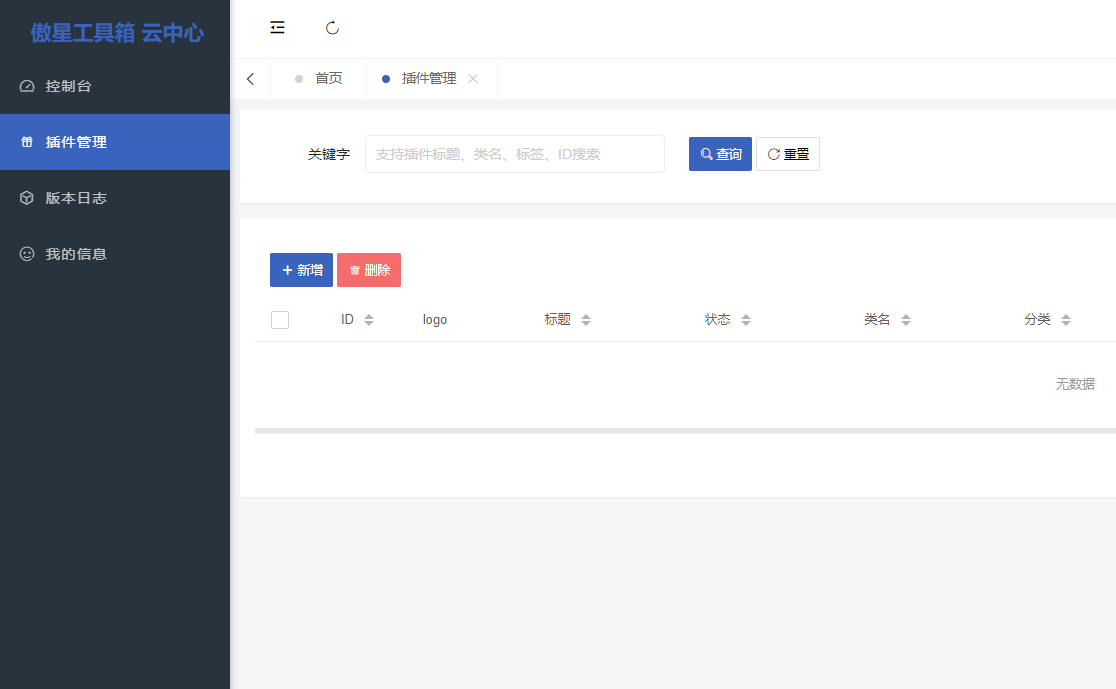 傲星工具箱 云中心
控制台
插件管理
版本日志
我的信息
首页
插件管理
关键字
支持插件标题、类名、标签、ID搜索
查询
重置
新增
删除
ID
logo
标题
状态
类名
分类
无数据